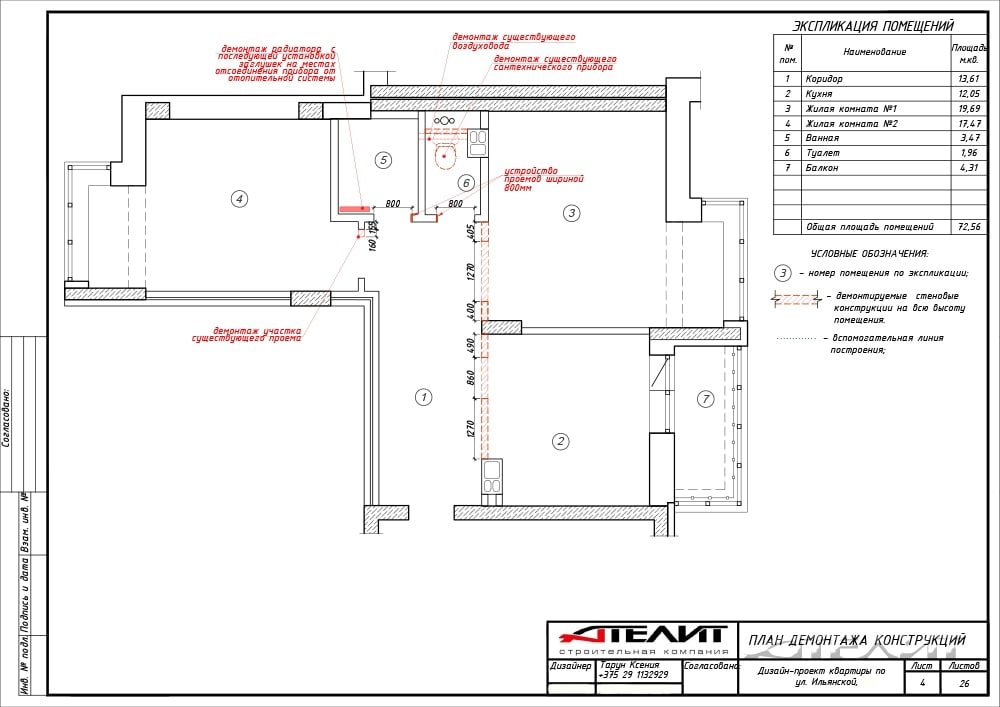 демонтаж радиатора с
последующей установкой
заглушек на местах
отсоединения прибора от
отопительной системы
демонтаж существующего
воздуховода
демонтаж существующего
сантехнического прибора
устройство
проемов шириной
800мм
демонтаж участка
существующего проема
4
5
6
3
1
2
7
800
800
155
160
405
1270
400
490
860
1270
ЭКСПЛИКАЦИЯ ПОМЕЩЕНИЙ
№ пом. Наименование Площадь м.кв.
1 Коридор 13,61
2 Кухня 12,05
3 Жилая комната №1 19,69
4 Жилая комната №2 17,47
5 Ванная 3,47
6 Туалет 1,96
7 Балкон 4,31
Общая площадь помещений 72,56
УСЛОВНЫЕ ОБОЗНАЧЕНИЯ:
3 – номер помещения по экспликации;
– демонтируемые стеновые
конструкции на всю высоту
помещения.
– вспомогательная линия
построения;
Согласовано:
Взам. инв. №
Подпись и дата
Инв. № подл.
АТЕЛИТ
строительная компания
Дизайнер
Тарун Ксения
+375 29 1132929
Согласовано:
ПЛАН ДЕМОНТАЖА КОНСТРУКЦИЙ
АТЕЛИТ
Дизайн-проект квартиры по
ул. Ильянской,
Лист Листов
4 26